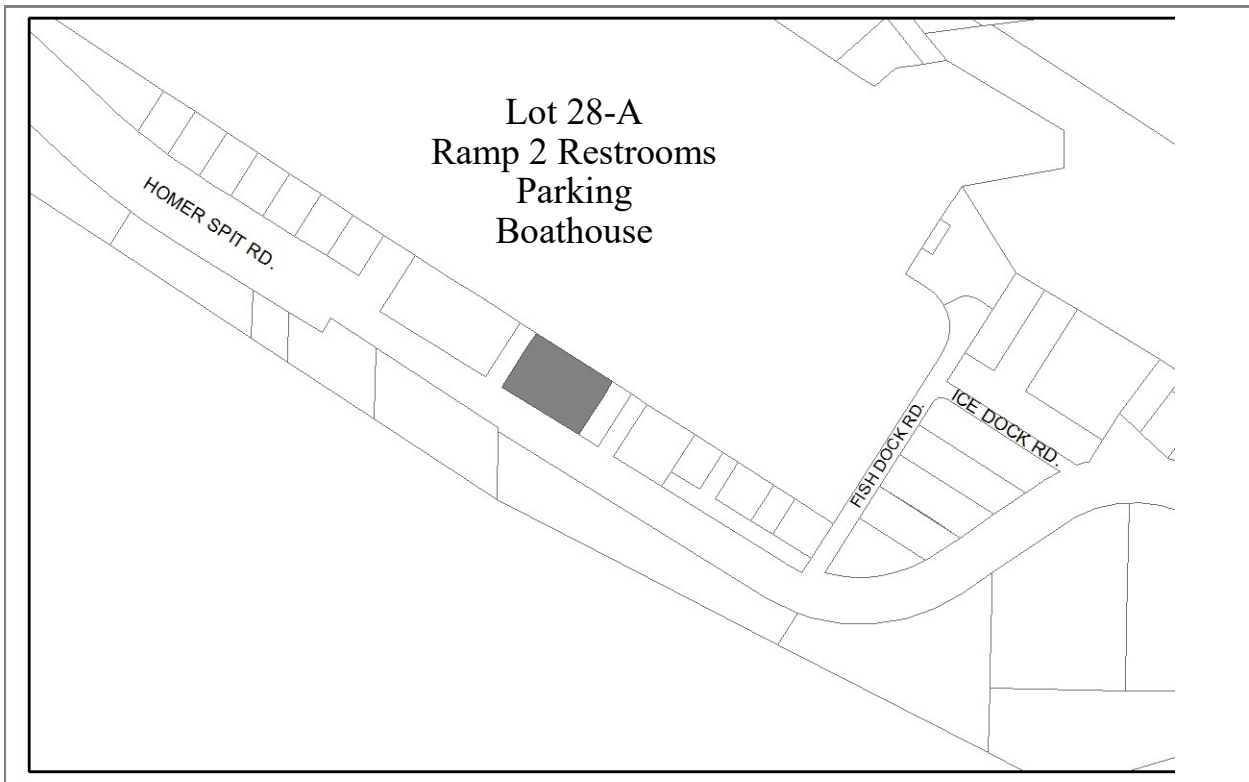 Lot 28-A
Ramp 2 Restrooms
Parking
Boathouse
HOMER SPIT RD.
FISH DOCK RD.
ICE DOCK RD.